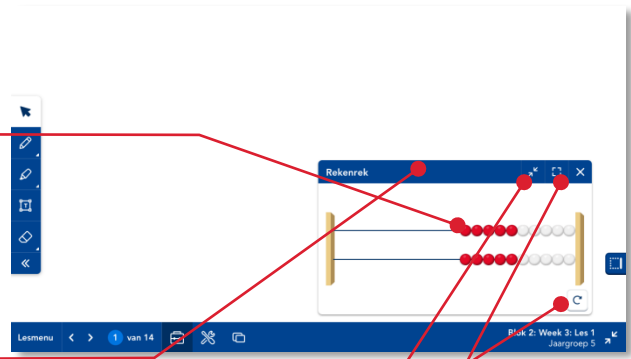 Rekenrek
T
Lesmenu
1 van 14
Blok 2: Week 3: Les 1
Jaargroep 5